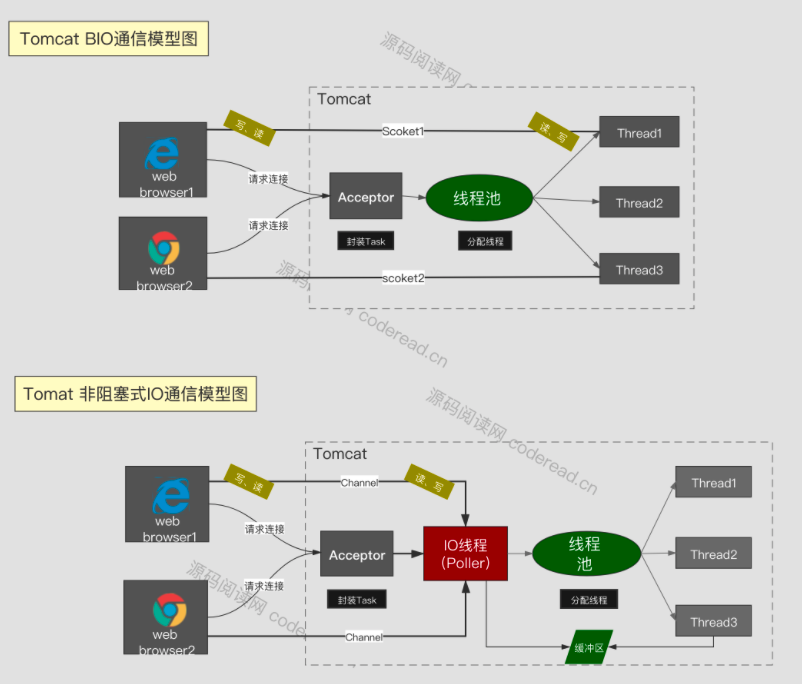 Tomcat BIO通信模型图
源码阅读网 c
Tomcat
写、读
Scoket1
读、写
Thread1
web
browser1
请求连接
Acceptor
线程池
Thread2
请求连接
封装Task
分配线程
web
browser2
scoket2
Thread3
源码
网 coderead.cn
Tomat 非阻塞式IO通信模型图
源码阅读网 coderead.cn
Tomcat
写、读
Channel
读、写
Thread1
web
browser1
请求连接
Acceptor
IO线程
(Poller)
线程
池
Thread2
请求连接
封装Task
分配线程
源码阅读网 code
web
browser2
Channel
缓冲区
Thread3